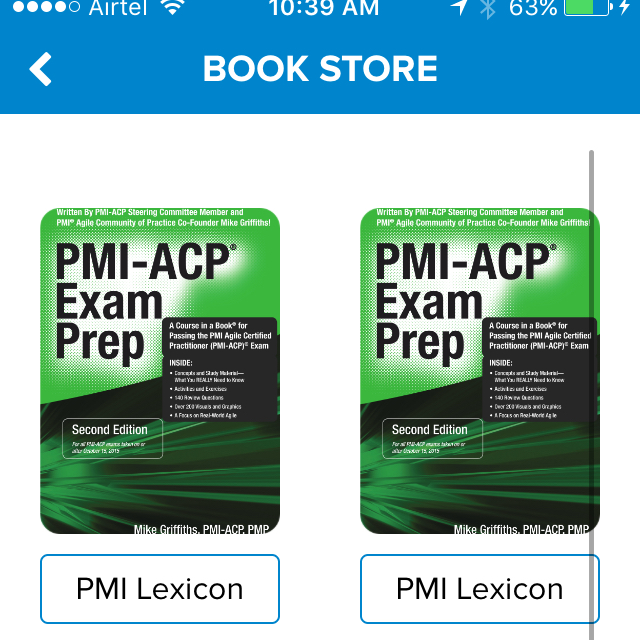 Airtel 10:39 AM 63%
BOOK STORE
Written By PMI-ACP Steering Committee Member and
PMI® Agile Community of Practice Co-Founder Mike Griffiths!
PMI-ACP®
Exam
Prep
A Course in a Book® for
Passing the PMI Agile Certified
Practitioner (PMI-ACP)® Exam
INSIDE:
• Concepts and Study Material—
What You REALLY Need to Know
• Activities and Exercises
• 140 Review Questions
• Over 200 Visuals and Graphics
• A Focus on Real-World Agile
Second Edition
For all PMI-ACP exams taken on or
after October 15, 2015
Mike Griffiths, PMI-ACP, PMP
PMI Lexicon
Written By PMI-ACP Steering Committee Member and
PMI® Agile Community of Practice Co-Founder Mike Griffiths!
PMI-ACP®
Exam
Prep
A Course in a Book® for
Passing the PMI Agile Certified
Practitioner (PMI-ACP)® Exam
INSIDE:
• Concepts and Study Material—
What You REALLY Need to Know
• Activities and Exercises
• 140 Review Questions
• Over 200 Visuals and Graphics
• A Focus on Real-World Agile
Second Edition
For all PMI-ACP exams taken on or
after October 15, 2015
Mike Griffiths, PMI-ACP, PMP
PMI Lexicon